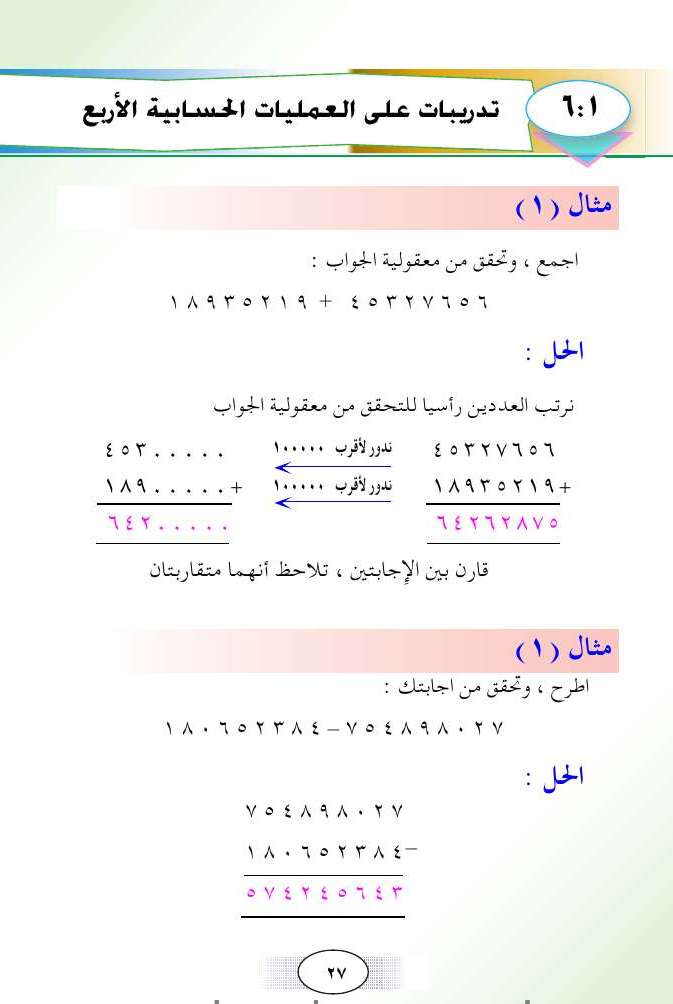 ٦:١ تدريبات على العمليات الحسابية الأربع
مثال (١)
اجمع ، وتحقق من معقولية الجواب :
٤٥٣٢٧٦٥٦ + ١٨٩٣٥٢١٩
الحل :
نرتب العددين رأسيا للتحقق من معقولية الجواب
٤٥٣٢٧٦٥٦ ندور لأقرب ١٠٠٠٠٠ ٤٥٣٠٠٠٠٠
+ ١٨٩٣٥٢١٩ ندور لأقرب ١٠٠٠٠٠ + ١٨٩٠٠٠٠٠
٦٤٢٦٢٨٧٥ ٦٤٢٠٠٠٠٠
قارن بين الإجابتين ، تلاحظ أنهما متقاربتان
مثال (١)
اطرح ، وتحقق من اجابتك :
٧٥٤٨٩٨٠٢٧ – ١٨٠٦٥٢٣٨٤
الحل :
٧٥٤٨٩٨٠٢٧
– ١٨٠٦٥٢٣٨٤
٥٧٤٢٤٥٦٤٣
٢٧